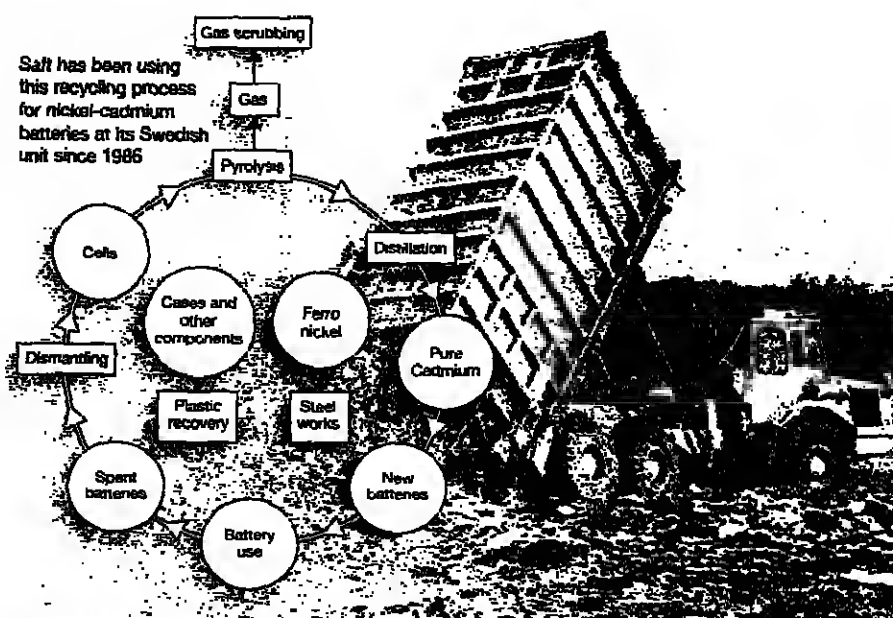 Gas scrubbing
Saft has been using
this recycling process
for nickel-cadmium
batteries at its Swedish
unit since 1986
Gas
Pyrolysis
Cells
Distillation
Cases and
other
components
Ferro
nickel
Dismantling
Pure
Cadmium
Plastic
recovery
Steel
works
Spent
batteries
New
batteries
Battery
use